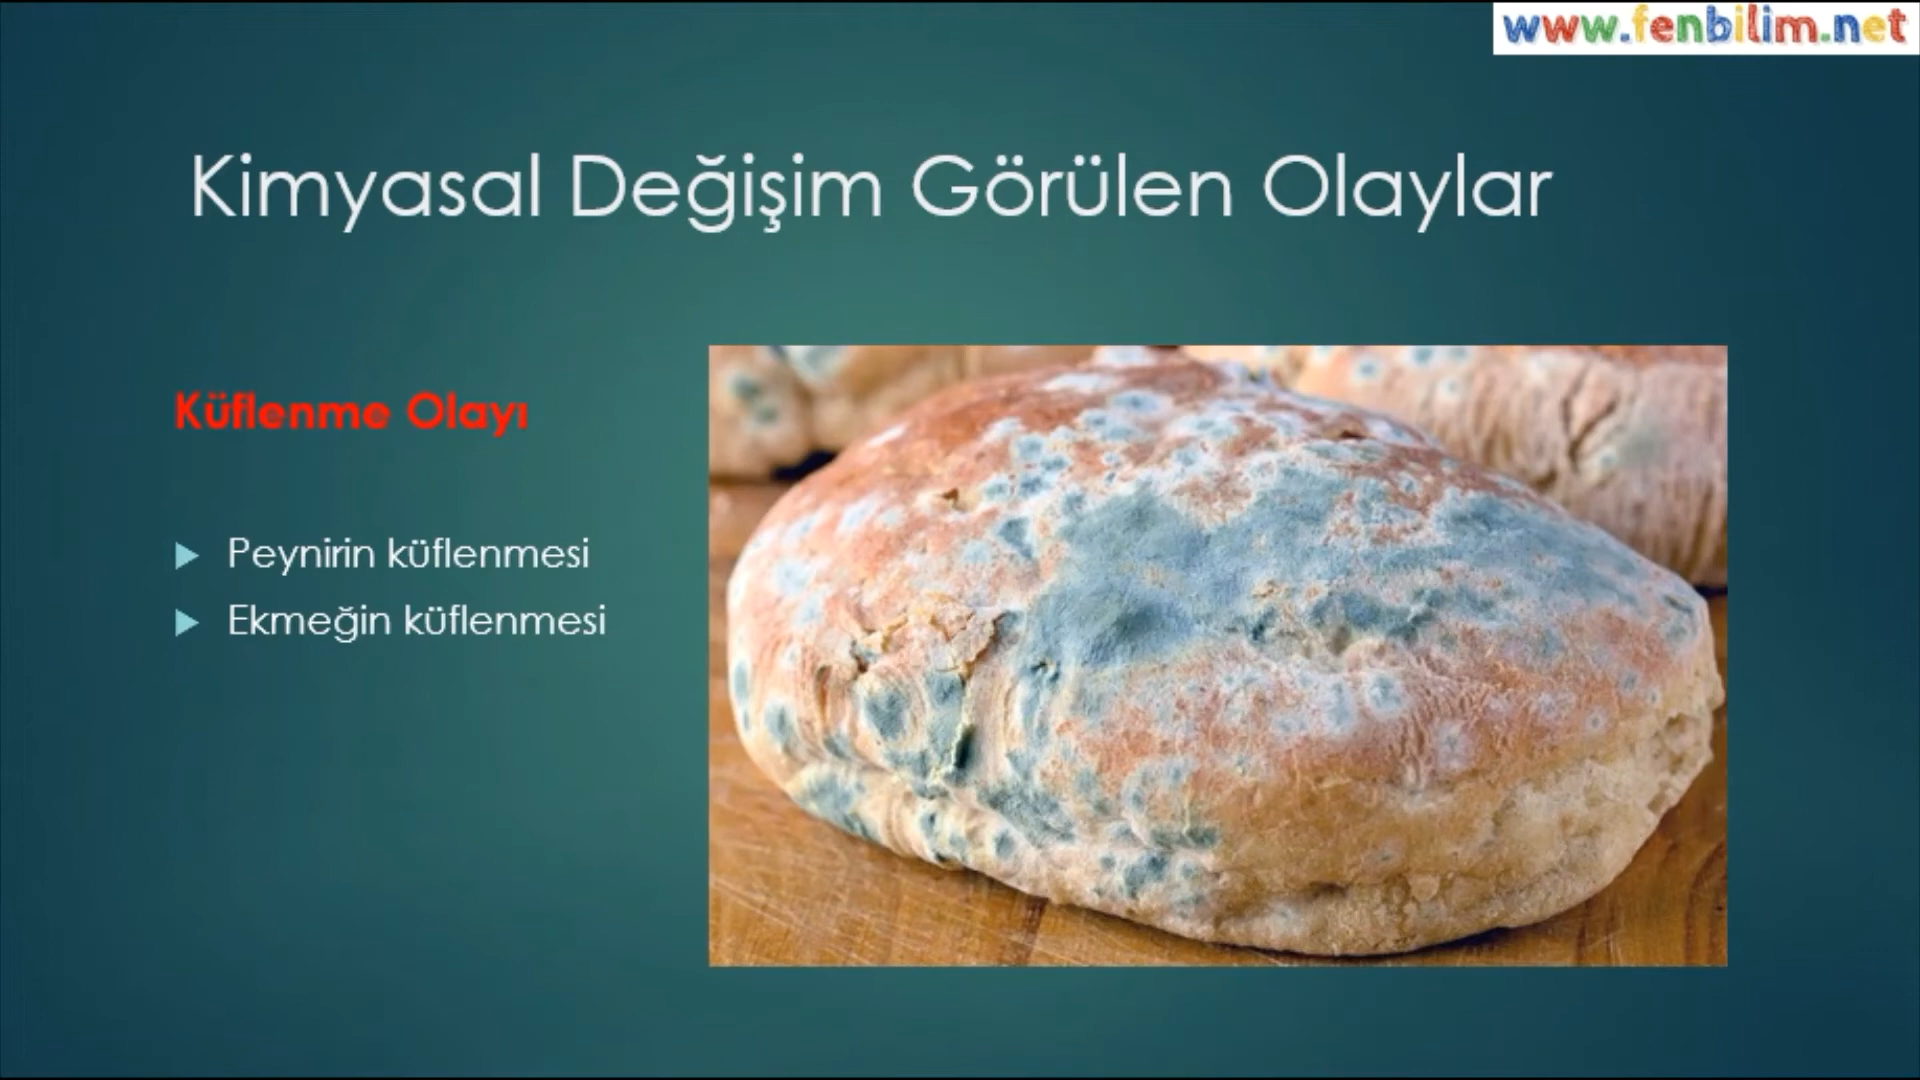 www.fenbilim.net
Kimyasal Değişim Görülen Olaylar
Küflenme Olayı
Peynirin küflenmesi
Ekmeğin küflenmesi